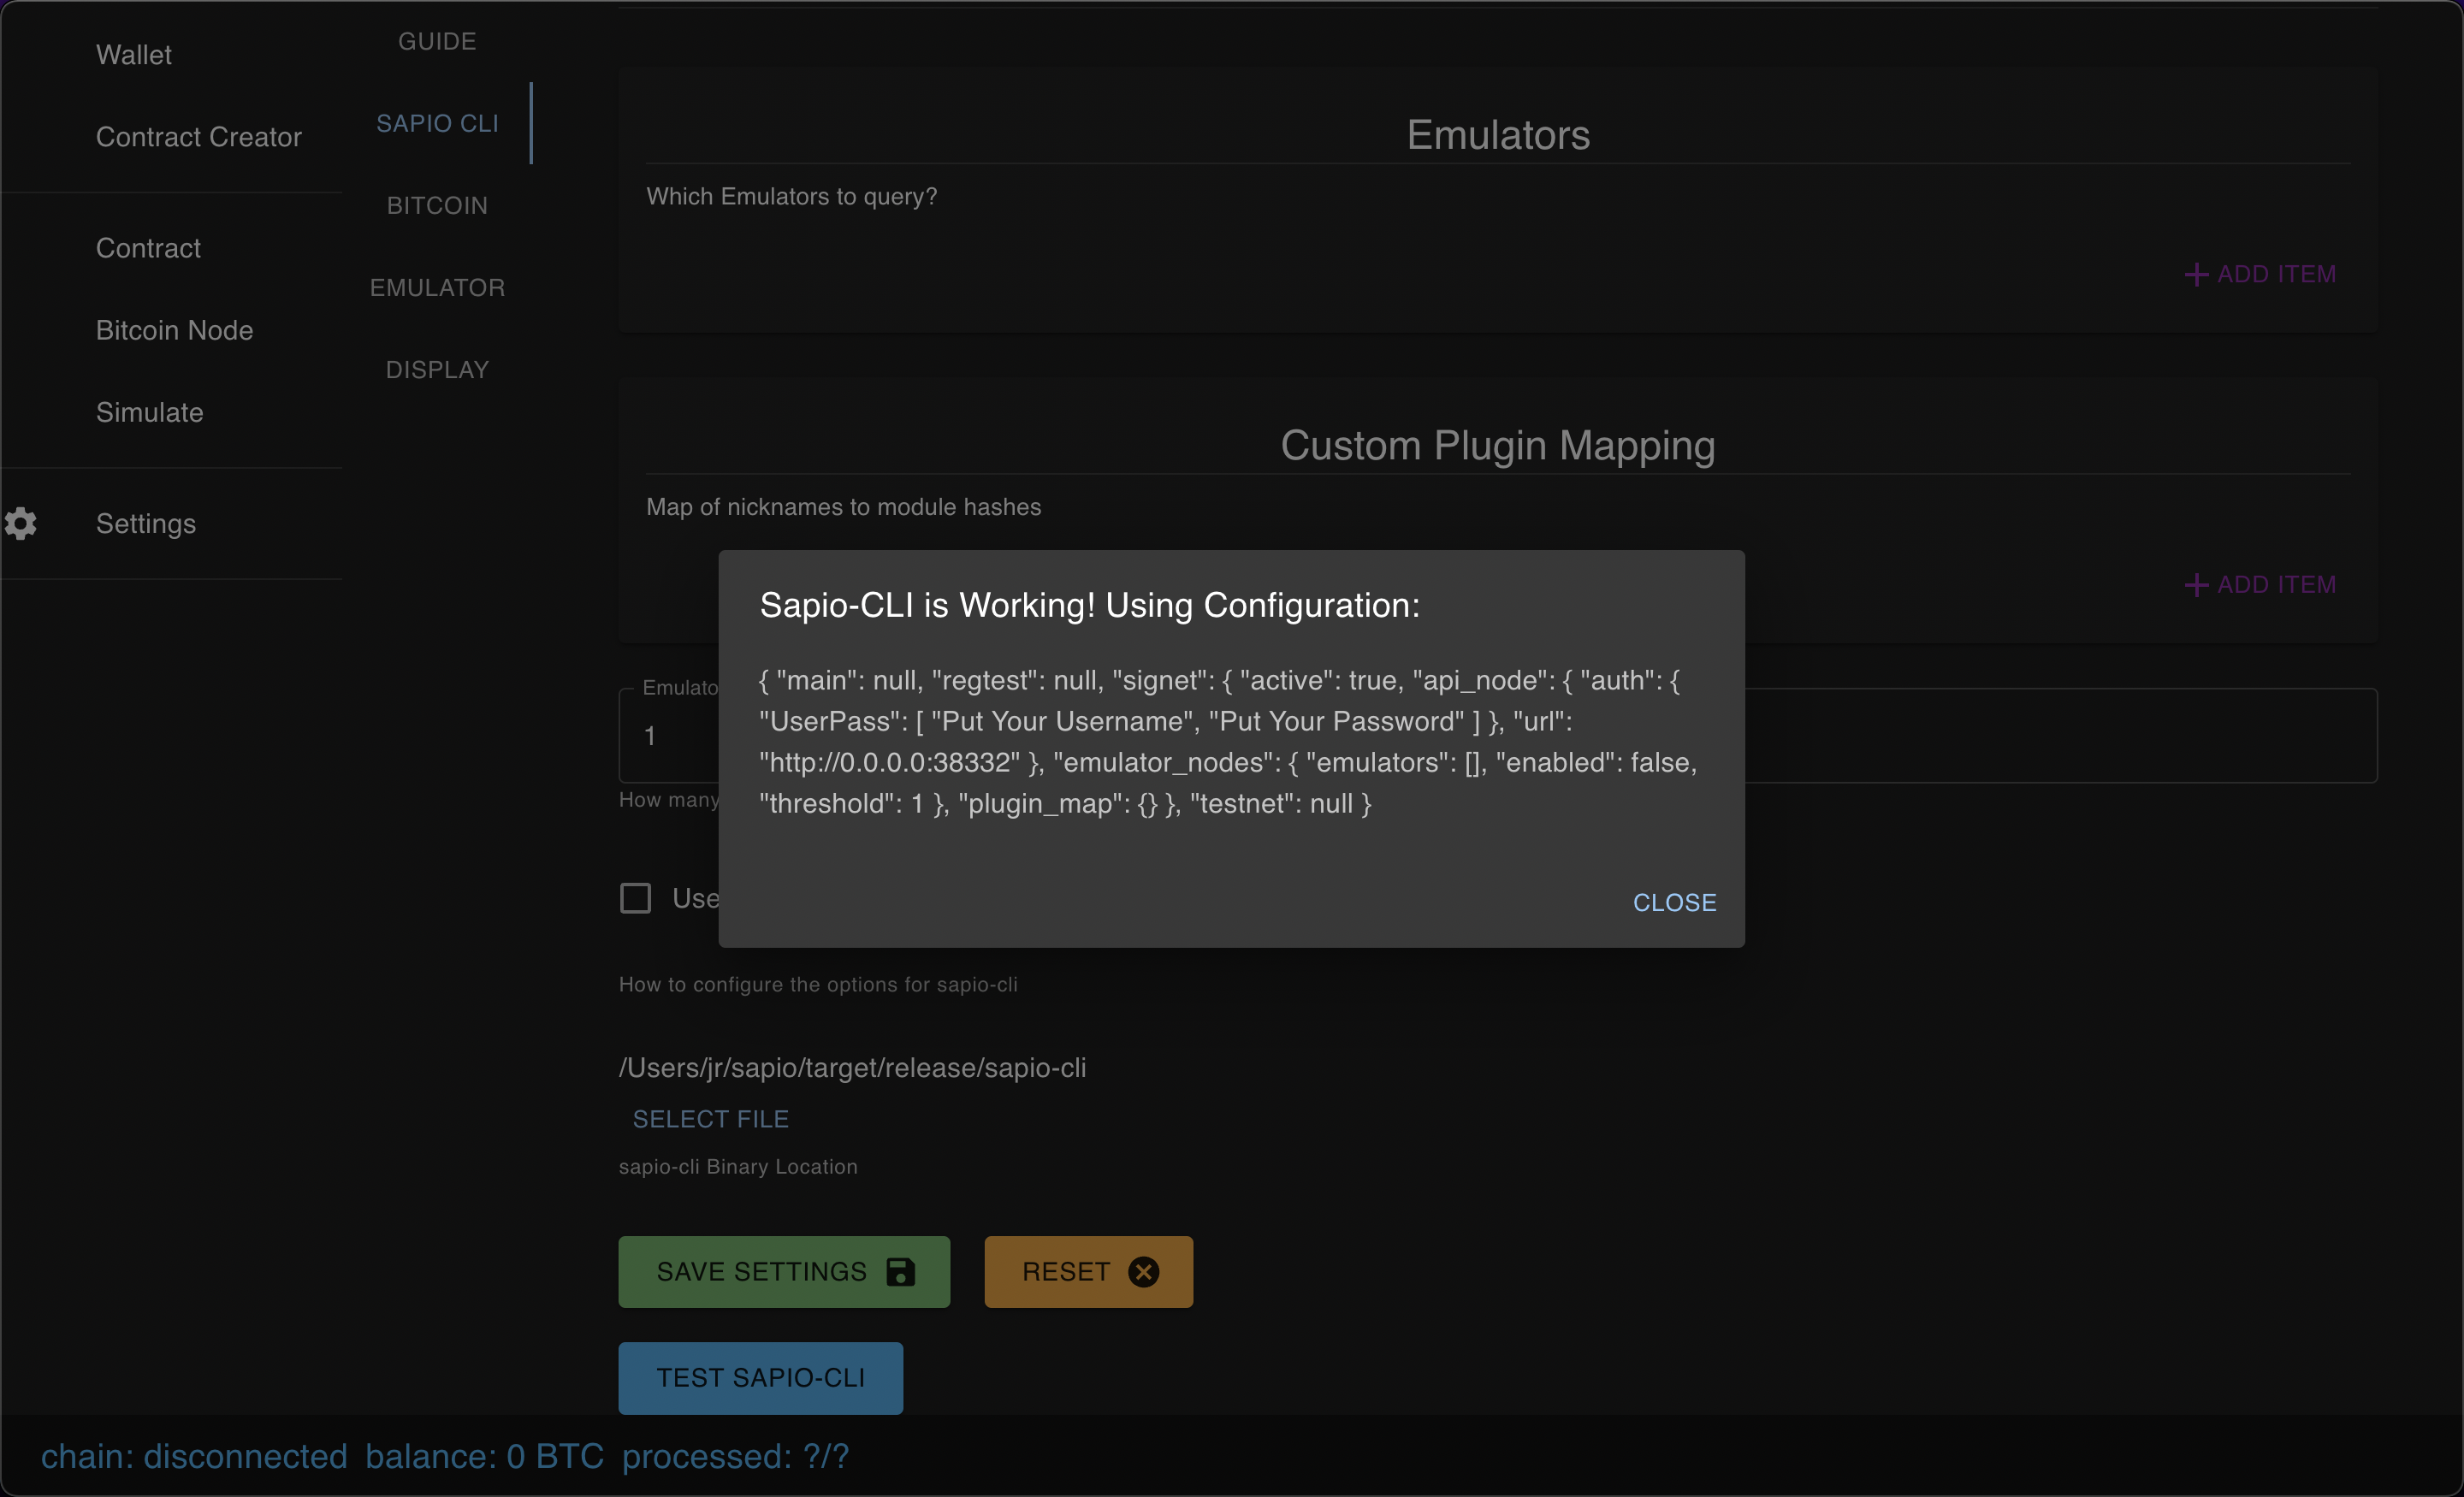 Wallet
Contract Creator
Contract
Bitcoin Node
Simulate
Settings
GUIDE
SAPIO CLI
BITCOIN
EMULATOR
DISPLAY
Emulators
Which Emulators to query?
ADD ITEM
Custom Plugin Mapping
Map of nicknames to module hashes
ADD ITEM
Emulato
1
How many
Use
Sapio-CLI is Working! Using Configuration:
{ "main": null, "regtest": null, "signet": { "active": true, "api_node": { "auth": {
"UserPass": [ "Put Your Username", "Put Your Password" ] }, "url":
"http://0.0.0.0:38332" }, "emulator_nodes": { "emulators": [], "enabled": false,
"threshold": 1 }, "plugin_map": {} }, "testnet": null }
CLOSE
How to configure the options for sapio-cli
/Users/jr/sapio/target/release/sapio-cli
SELECT FILE
sapio-cli Binary Location
SAVE SETTINGS
RESET
TEST SAPIO-CLI
chain: disconnected balance: 0 BTC processed: ?/?